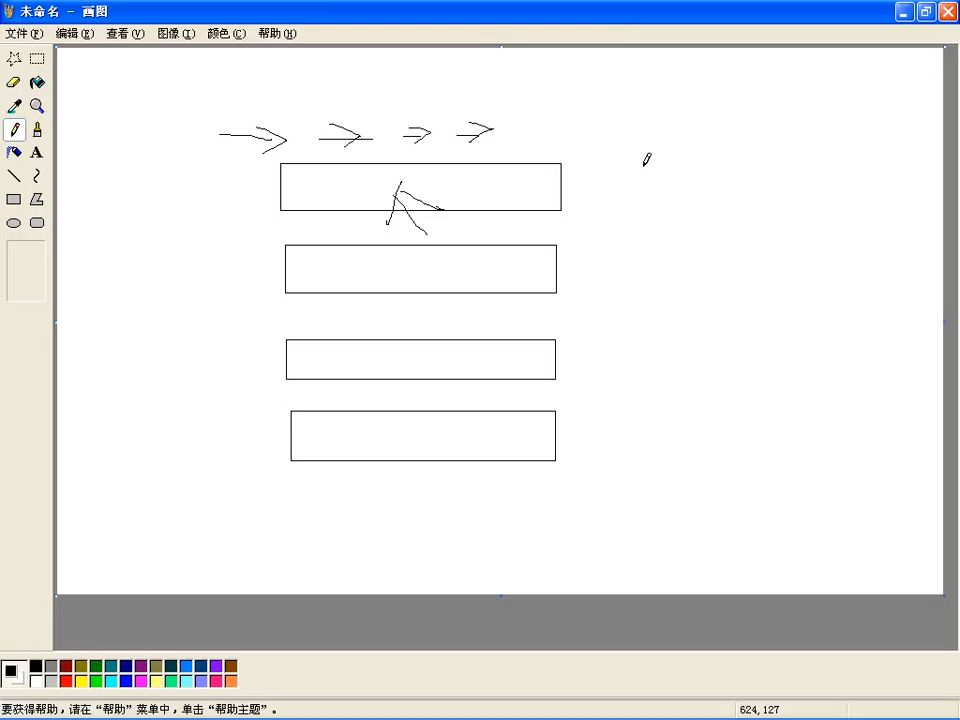 未命名 - 画图
文件(F) 编辑(E) 查看(V) 图像(I) 颜色(C) 帮助(H)
A
要获得帮助,请在“帮助”菜单中,单击“帮助主题”。 624,127